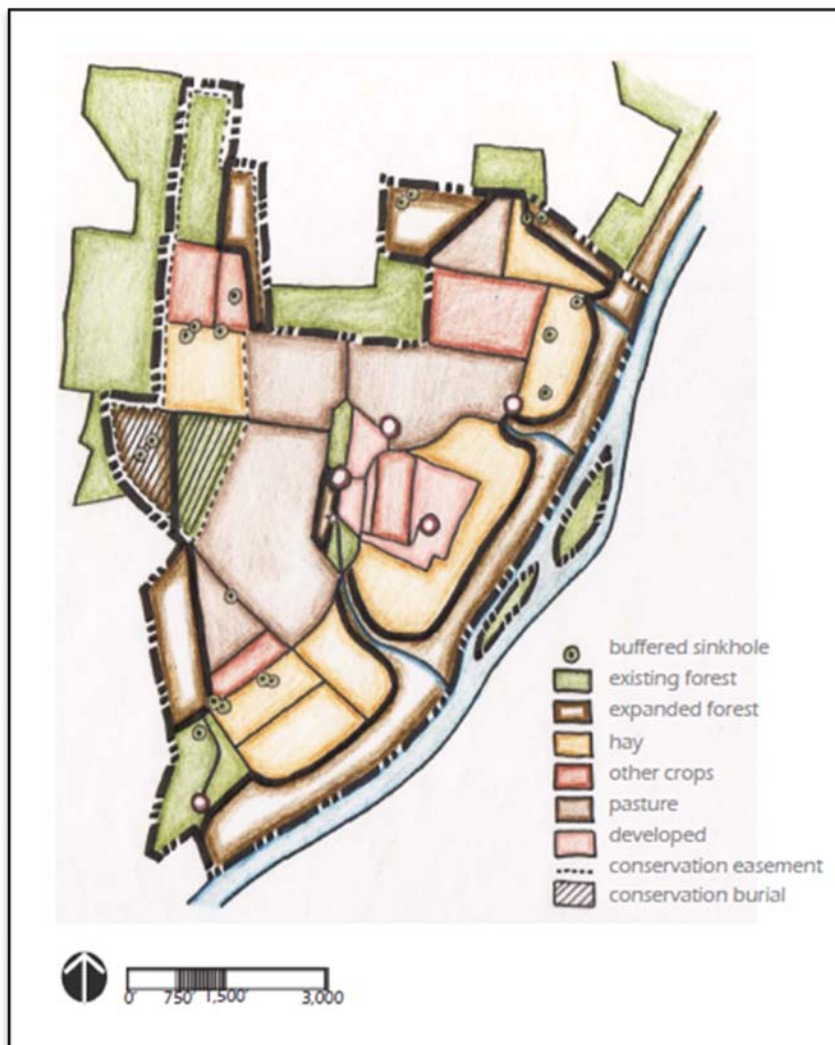 buffered sinkhole
existing forest
expanded forest
hay
other crops
pasture
developed
conservation easement
conservation burial
0' 750' 1,500' 3,000